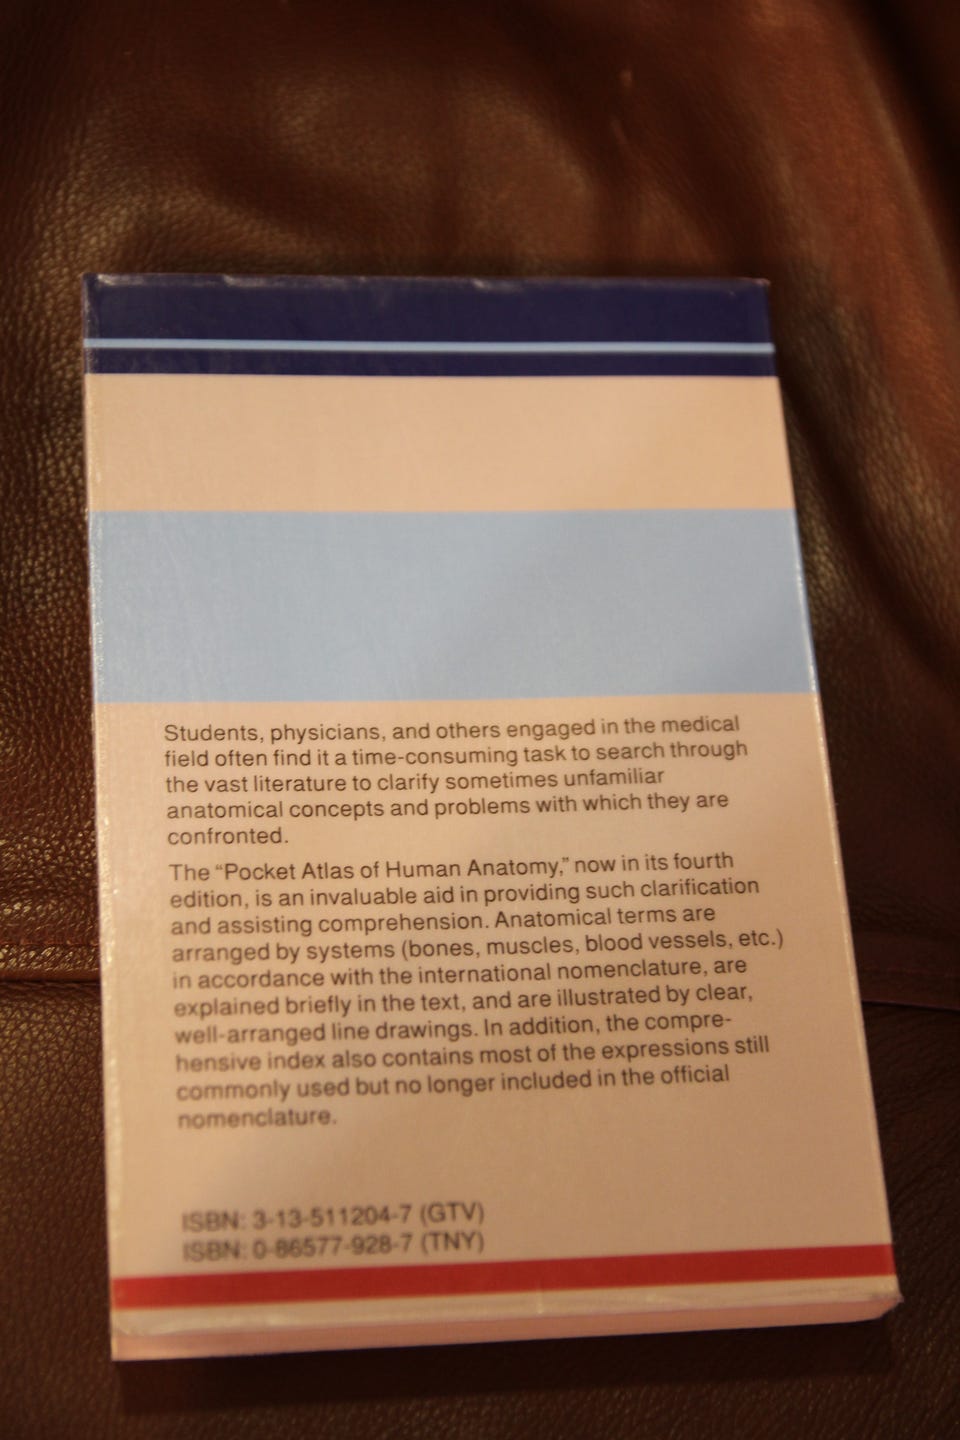 Students, physicians, and others engaged in the medical
field often find it a time-consuming task to search through
the vast literature to clarify sometimes unfamiliar
anatomical concepts and problems with which they are
confronted.
The “Pocket Atlas of Human Anatomy,” now in its fourth
edition, is an invaluable aid in providing such clarification
and assisting comprehension. Anatomical terms are
arranged by systems (bones, muscles, blood vessels, etc.)
in accordance with the international nomenclature, are
explained briefly in the text, and are illustrated by clear,
well-arranged line drawings. In addition, the compre-
hensive index also contains most of the expressions still
commonly used but no longer included in the official
nomenclature.
ISBN: 3-13-511204-7 (GTV)
ISBN: 0-86577-928-7 (TNY)